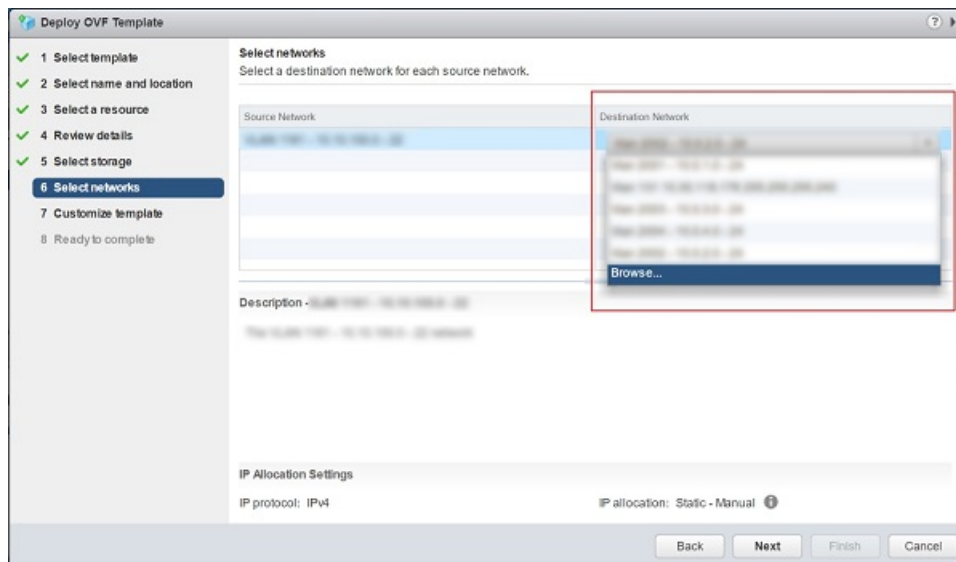 Deploy OVF Template
?
1 Select template
2 Select name and location
3 Select a resource
4 Review details
5 Select storage
6 Select networks
7 Customize template
8 Ready to complete
Select networks
Select a destination network for each source network.
Source Network
Destination Network
Browse...
Description -
IP Allocation Settings
IP protocol: IPv4
IP allocation: Static - Manual
Back
Next
Finish
Cancel